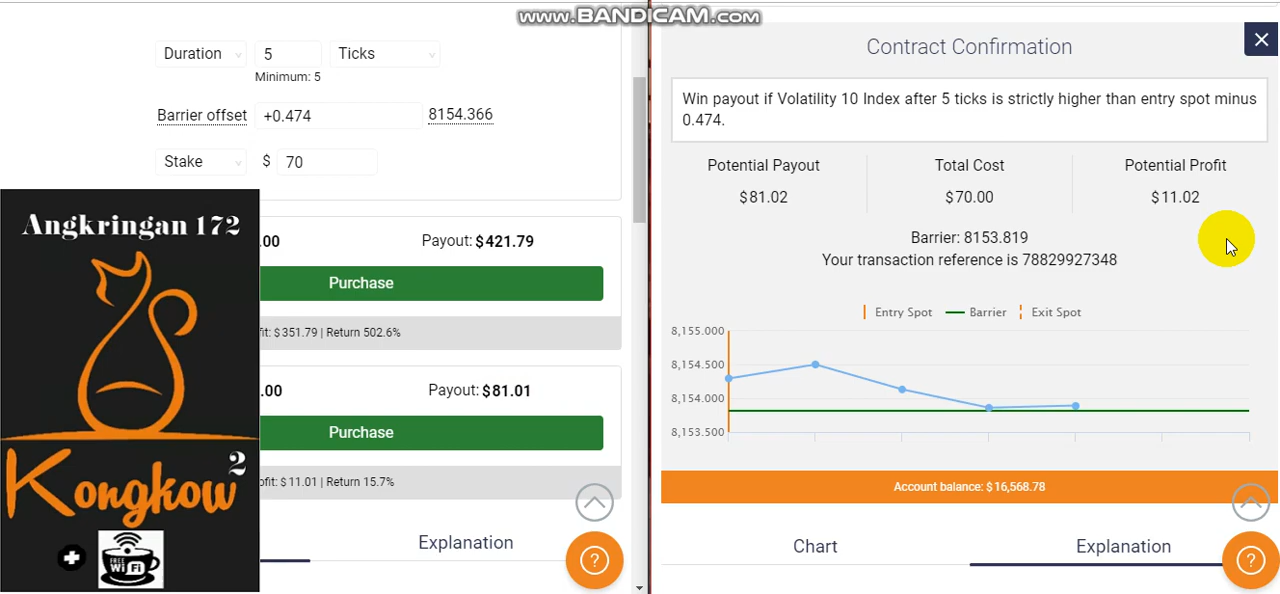 www.BANDICAM.com
Duration
5
Ticks
Minimum: 5
Barrier offset
+0.474
8154.366
Stake
$
70
.00
Payout: $421.79
Purchase
fit: $351.79 | Return 502.6%
.00
Payout: $81.01
Purchase
ofit: $11.01 | Return 15.7%
Explanation
?
Angkringan 172
Kongkow 2
+
FREE
WiFi
Contract Confirmation
Win payout if Volatility 10 Index after 5 ticks is strictly higher than entry spot minus
0.474.
Potential Payout
$81.02
Total Cost
$70.00
Potential Profit
$11.02
Barrier: 8153.819
Your transaction reference is 78829927348
Entry Spot
Barrier
Exit Spot
8,155.000
8,154.500
8,154.000
8,153.500
Account balance: $16,568.78
Chart
Explanation
?